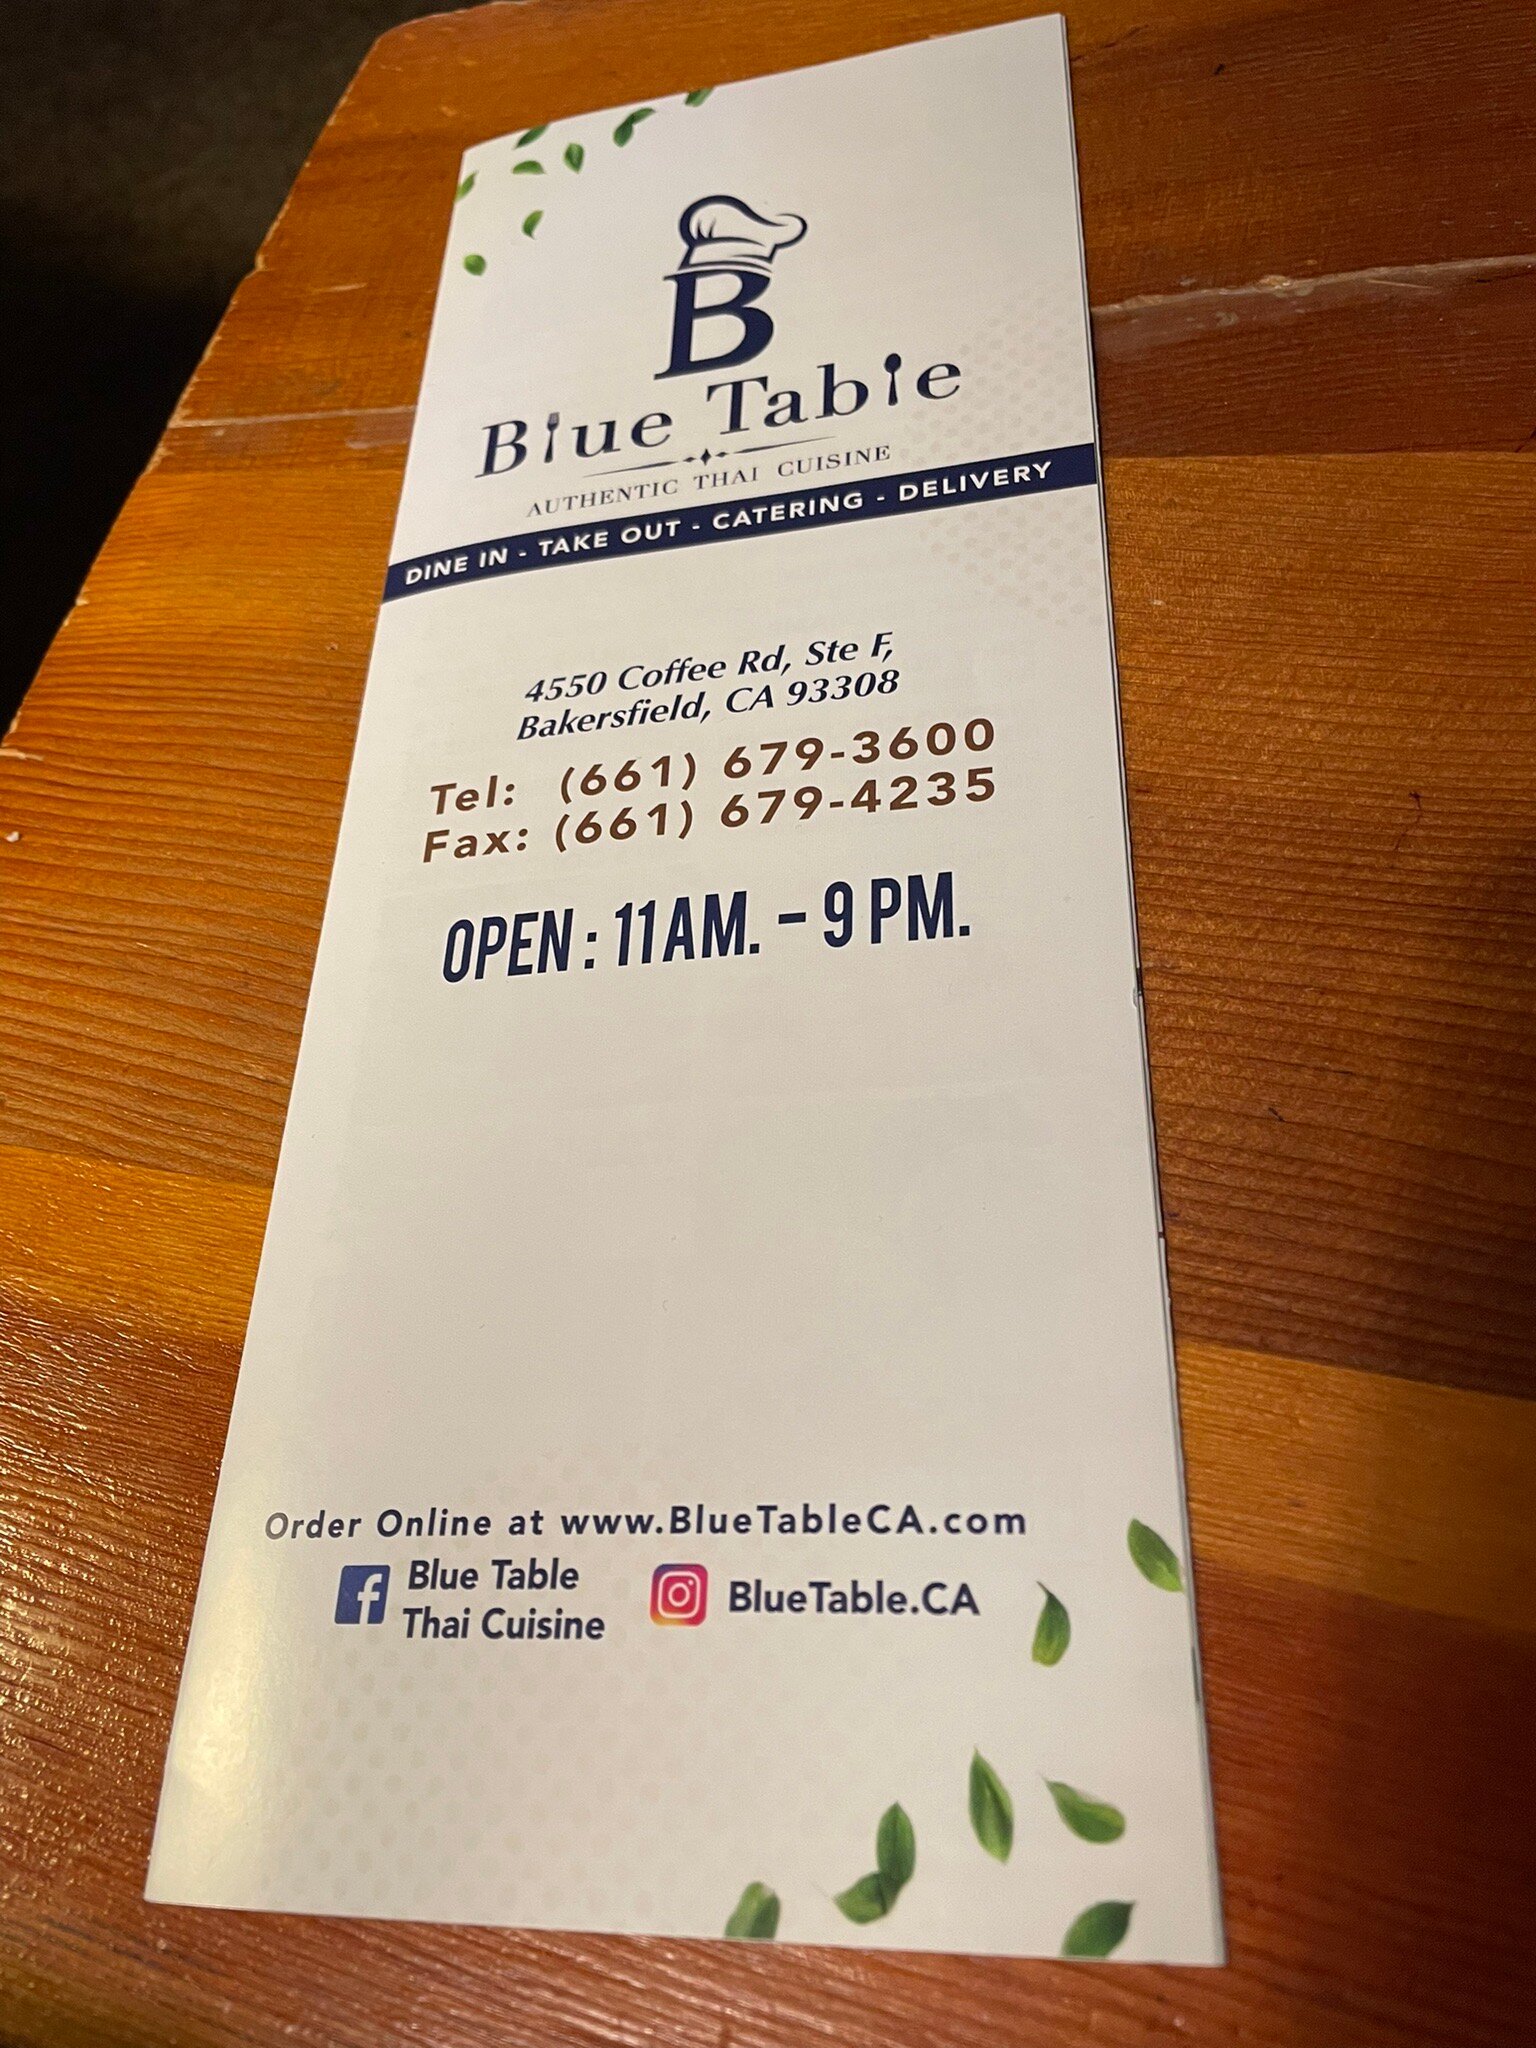 B
Blue Table
AUTHENTIC THAI CUISINE
DINE IN - TAKE OUT - CATERING - DELIVERY
4550 Coffee Rd, Ste F,
Bakersfield, CA 93308
Tel: (661) 679-3600
Fax: (661) 679-4235
OPEN : 11AM. – 9 PM.
Order Online at www.BlueTableCA.com
f Blue Table
Thai Cuisine
BlueTable.CA